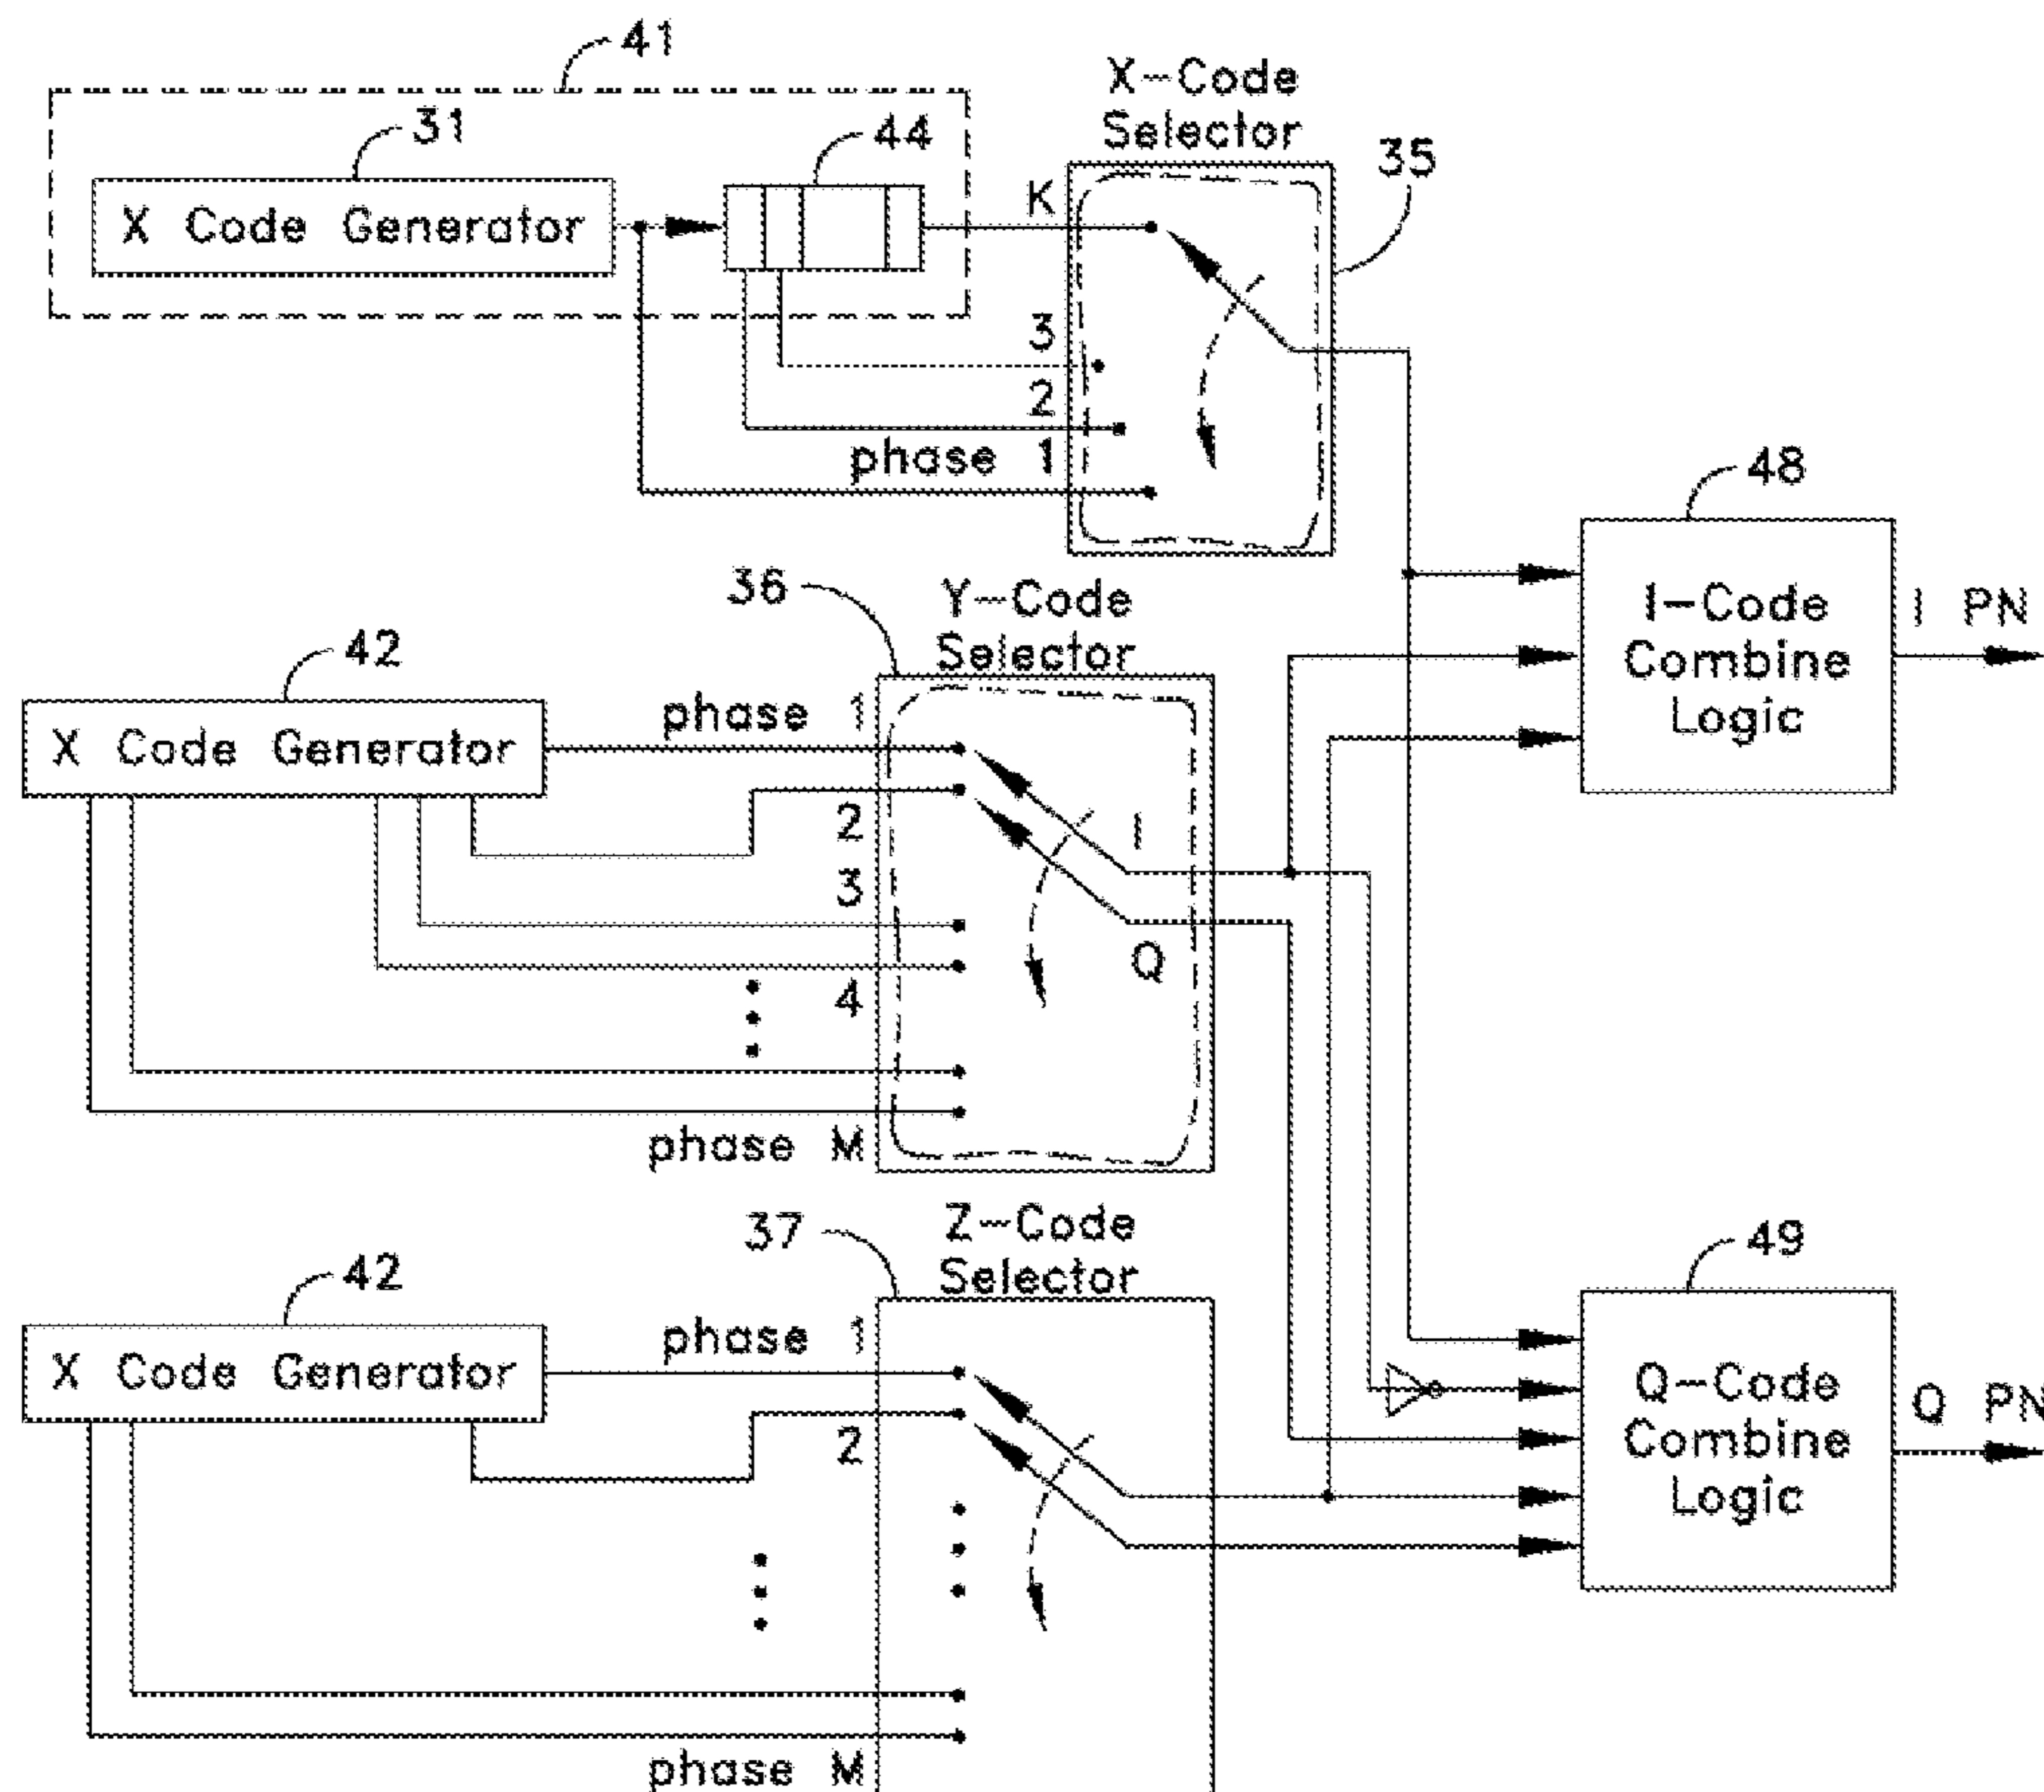 41
31
44
X Code Generator
X-Code
Selector
35
K
3
2
phase 1
36
Y-Code
Selector
42
X Code Generator
phase 1
2
3
4
phase M
I
Q
48
I-Code
Combine
Logic
I PN
37
Z-Code
Selector
42
X Code Generator
phase 1
2
phase M
49
Q-Code
Combine
Logic
Q PN